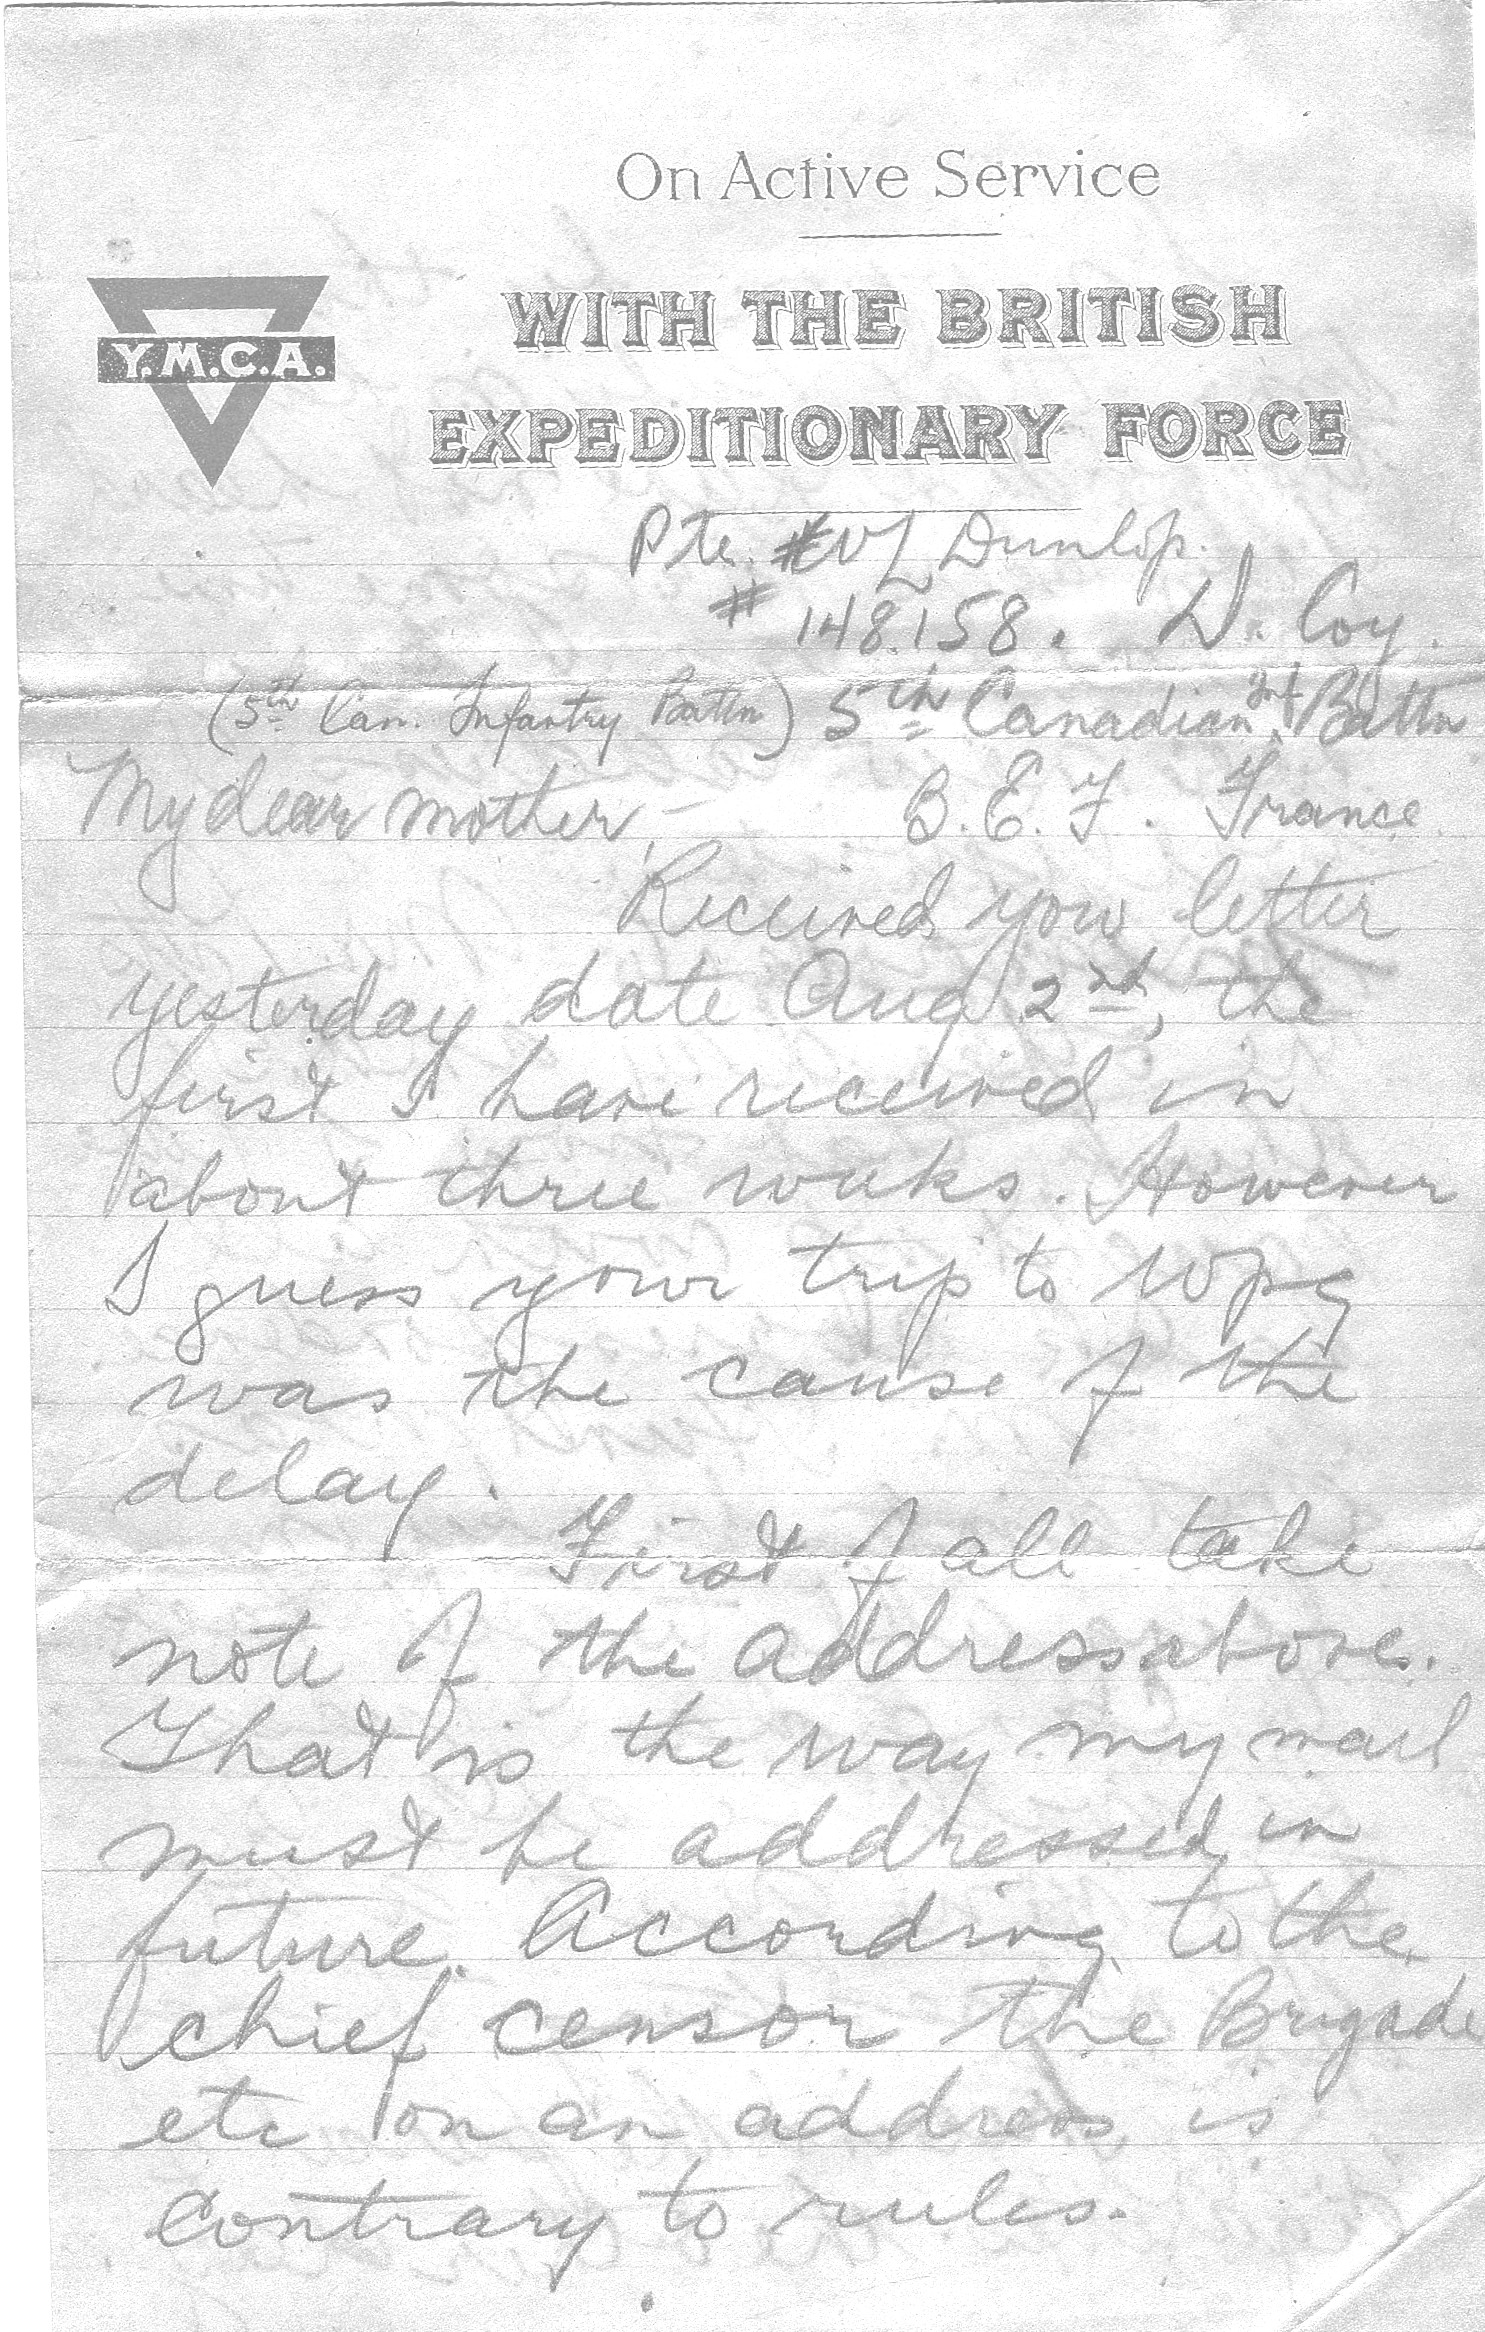 On Active Service
WITH THE BRITISH
Y.M.C.A.
EXPEDITIONARY FORCE
Pte. # VL Dunlop.
# 148158. D. Coy.
(5th Can. Infantry Battn) 5th Canadian Inf. Battn
My dear mother, — B.E.F. France
Received your letter
yesterday date Aug 2nd, the
first I have received in
about three weeks. However
I guess your trip to Wpg
was the cause of the
delay.
First of all take
note of the address above.
That is the way my mail
must be addressed in
future. According to the
chief censor the Brigade
etc on an address is
contrary to rules.